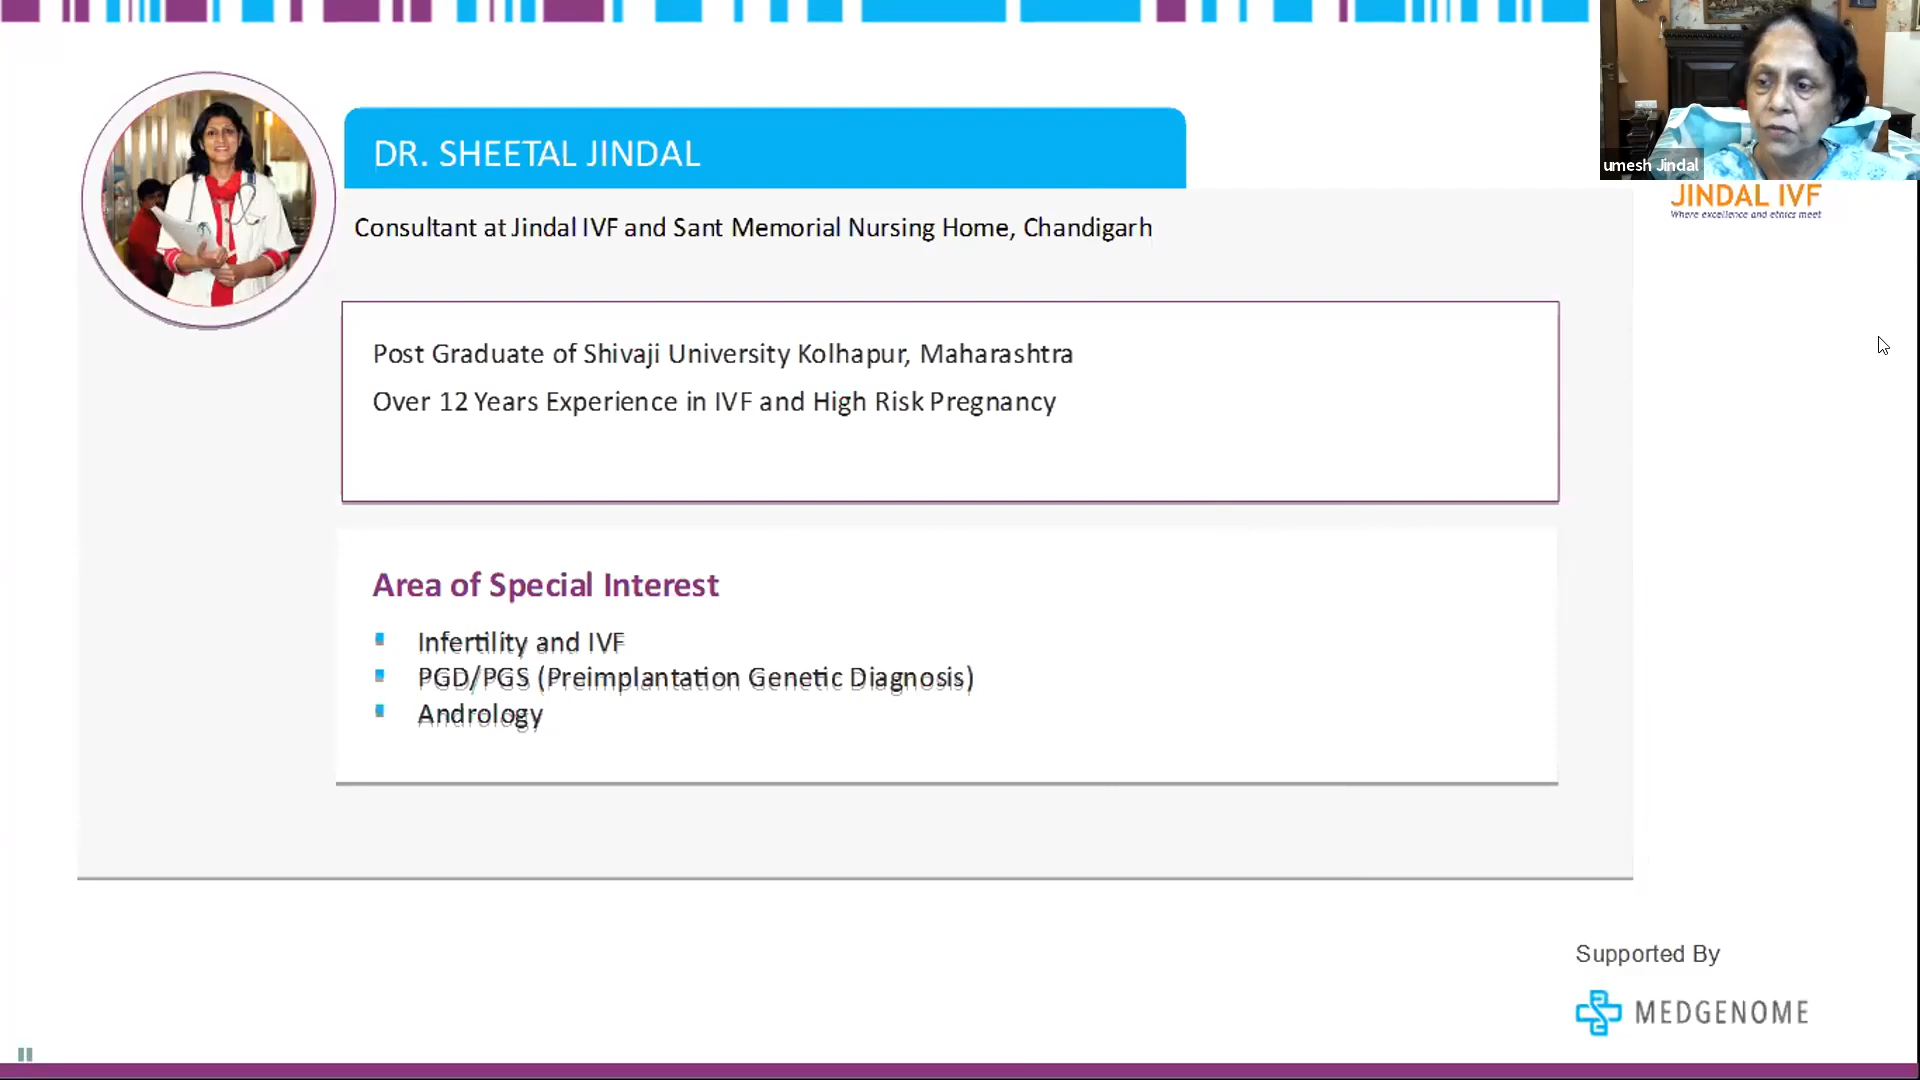 DR. SHEETAL JINDAL
umesh Jindal
JINDAL IVF
Where excellence and ethics meet
Consultant at Jindal IVF and Sant Memorial Nursing Home, Chandigarh
Post Graduate of Shivaji University Kolhapur, Maharashtra
Over 12 Years Experience in IVF and High Risk Pregnancy
Area of Special Interest
Infertility and IVF
PGD/PGS (Preimplantation Genetic Diagnosis)
Andrology
Supported By
MEDGENOME